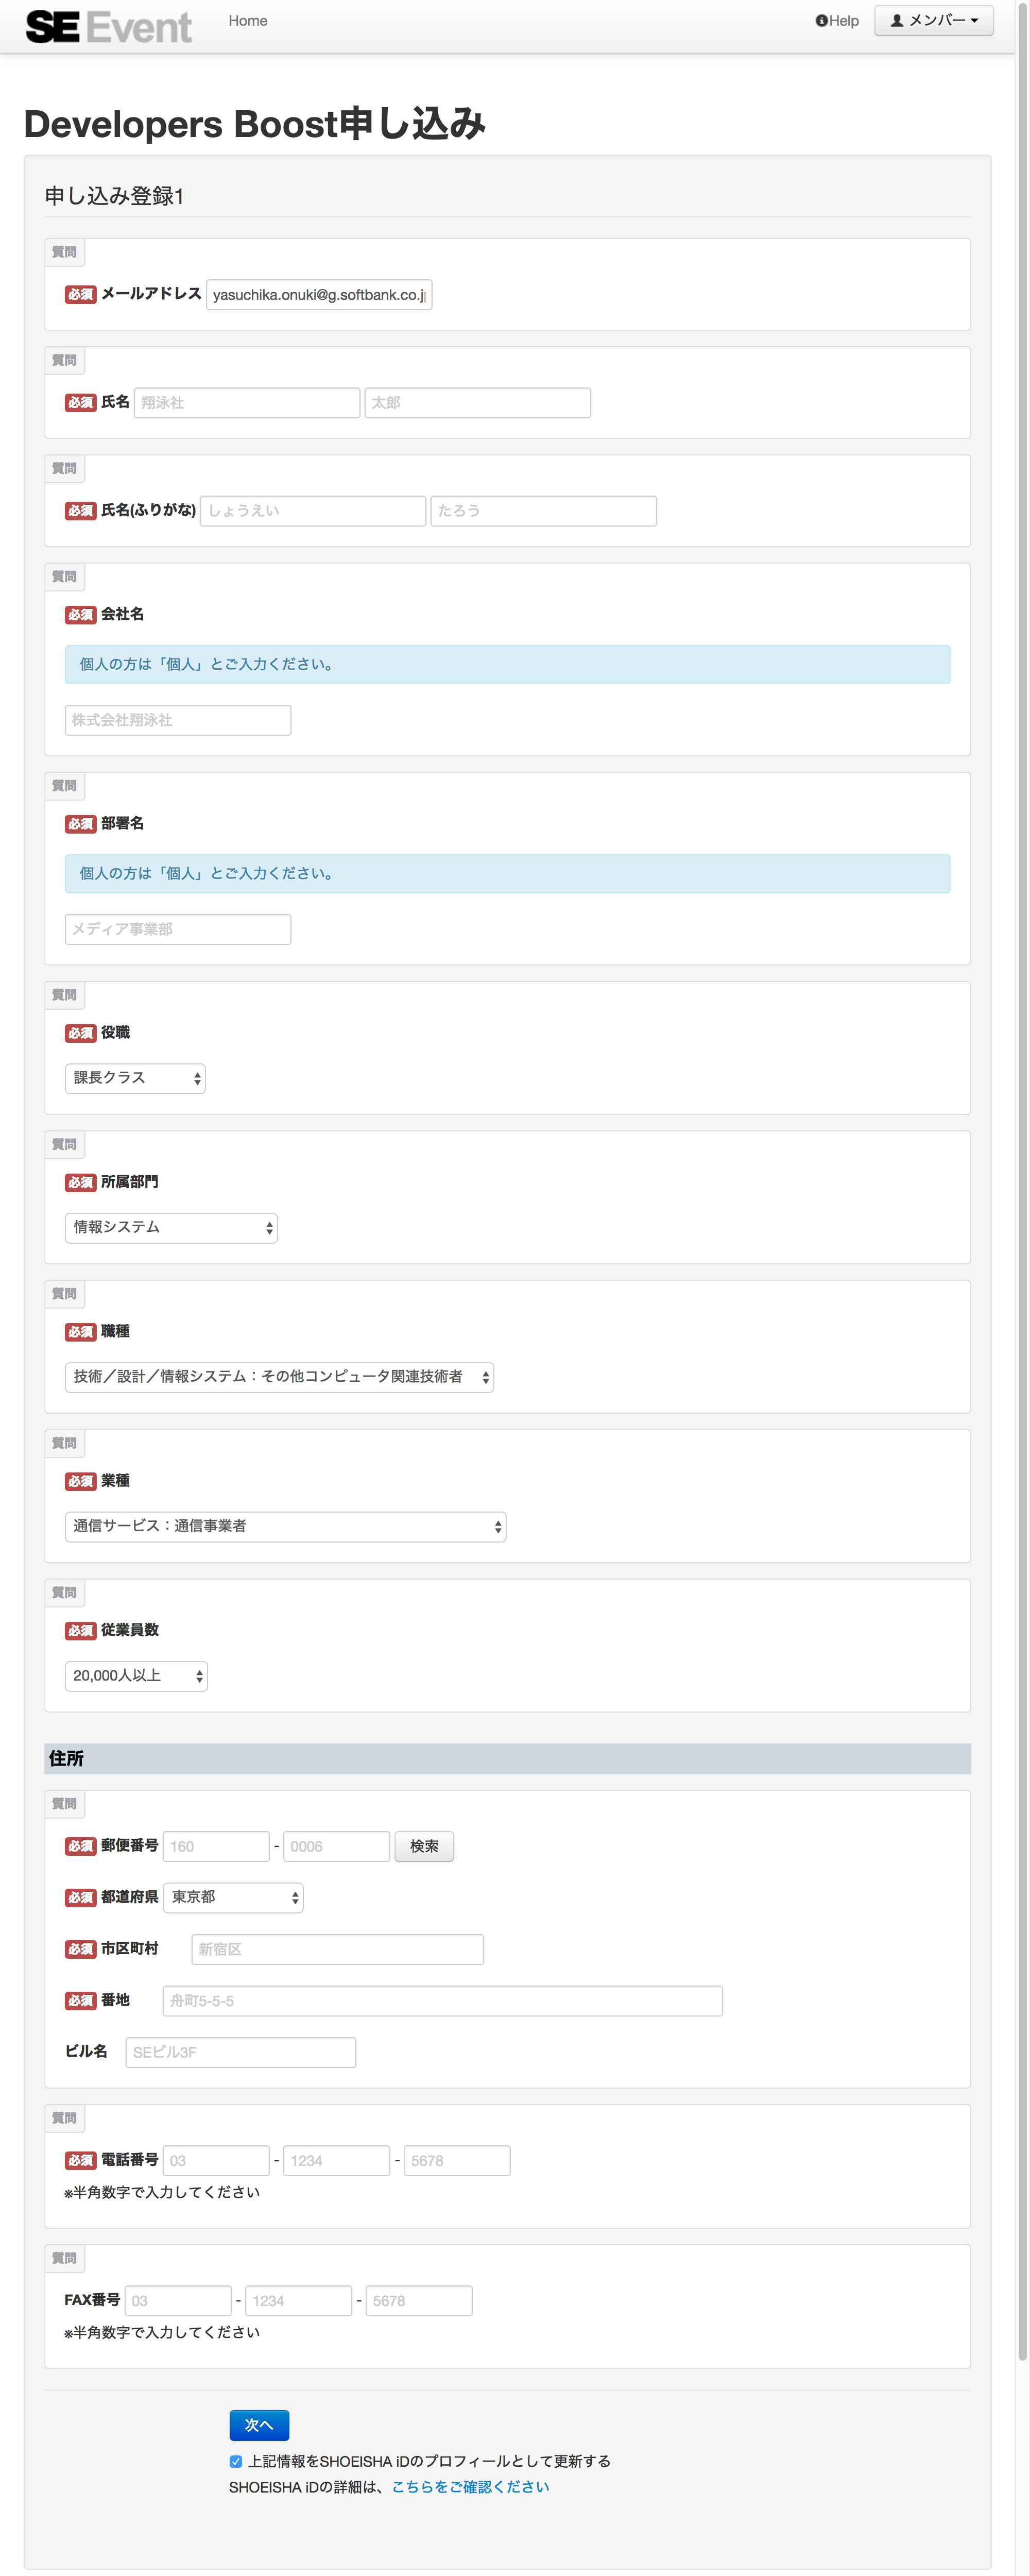 SE Event Home Help メンバー
Developers Boost申し込み
申し込み登録1
質問
必須 メールアドレス yasuchika.onuki@g.softbank.co.j
質問
必須 氏名 翔泳社 太郎
質問
必須 氏名(ふりがな) しょうえい たろう
質問
必須 会社名
個人の方は「個人」とご入力ください。
株式会社翔泳社
質問
必須 部署名
個人の方は「個人」とご入力ください。
メディア事業部
質問
必須 役職
課長クラス
質問
必須 所属部門
情報システム
質問
必須 職種
技術／設計／情報システム：その他コンピュータ関連技術者
質問
必須 業種
通信サービス：通信事業者
質問
必須 従業員数
20,000人以上
住所
質問
必須 郵便番号 160 - 0006 検索
必須 都道府県 東京都
必須 市区町村 新宿区
必須 番地 舟町5-5-5
ビル名 SEビル3F
質問
必須 電話番号 03 - 1234 - 5678
※半角数字で入力してください
質問
FAX番号 03 - 1234 - 5678
※半角数字で入力してください
次へ
上記情報をSHOEISHA iDのプロフィールとして更新する
SHOEISHA iDの詳細は、こちらをご確認ください